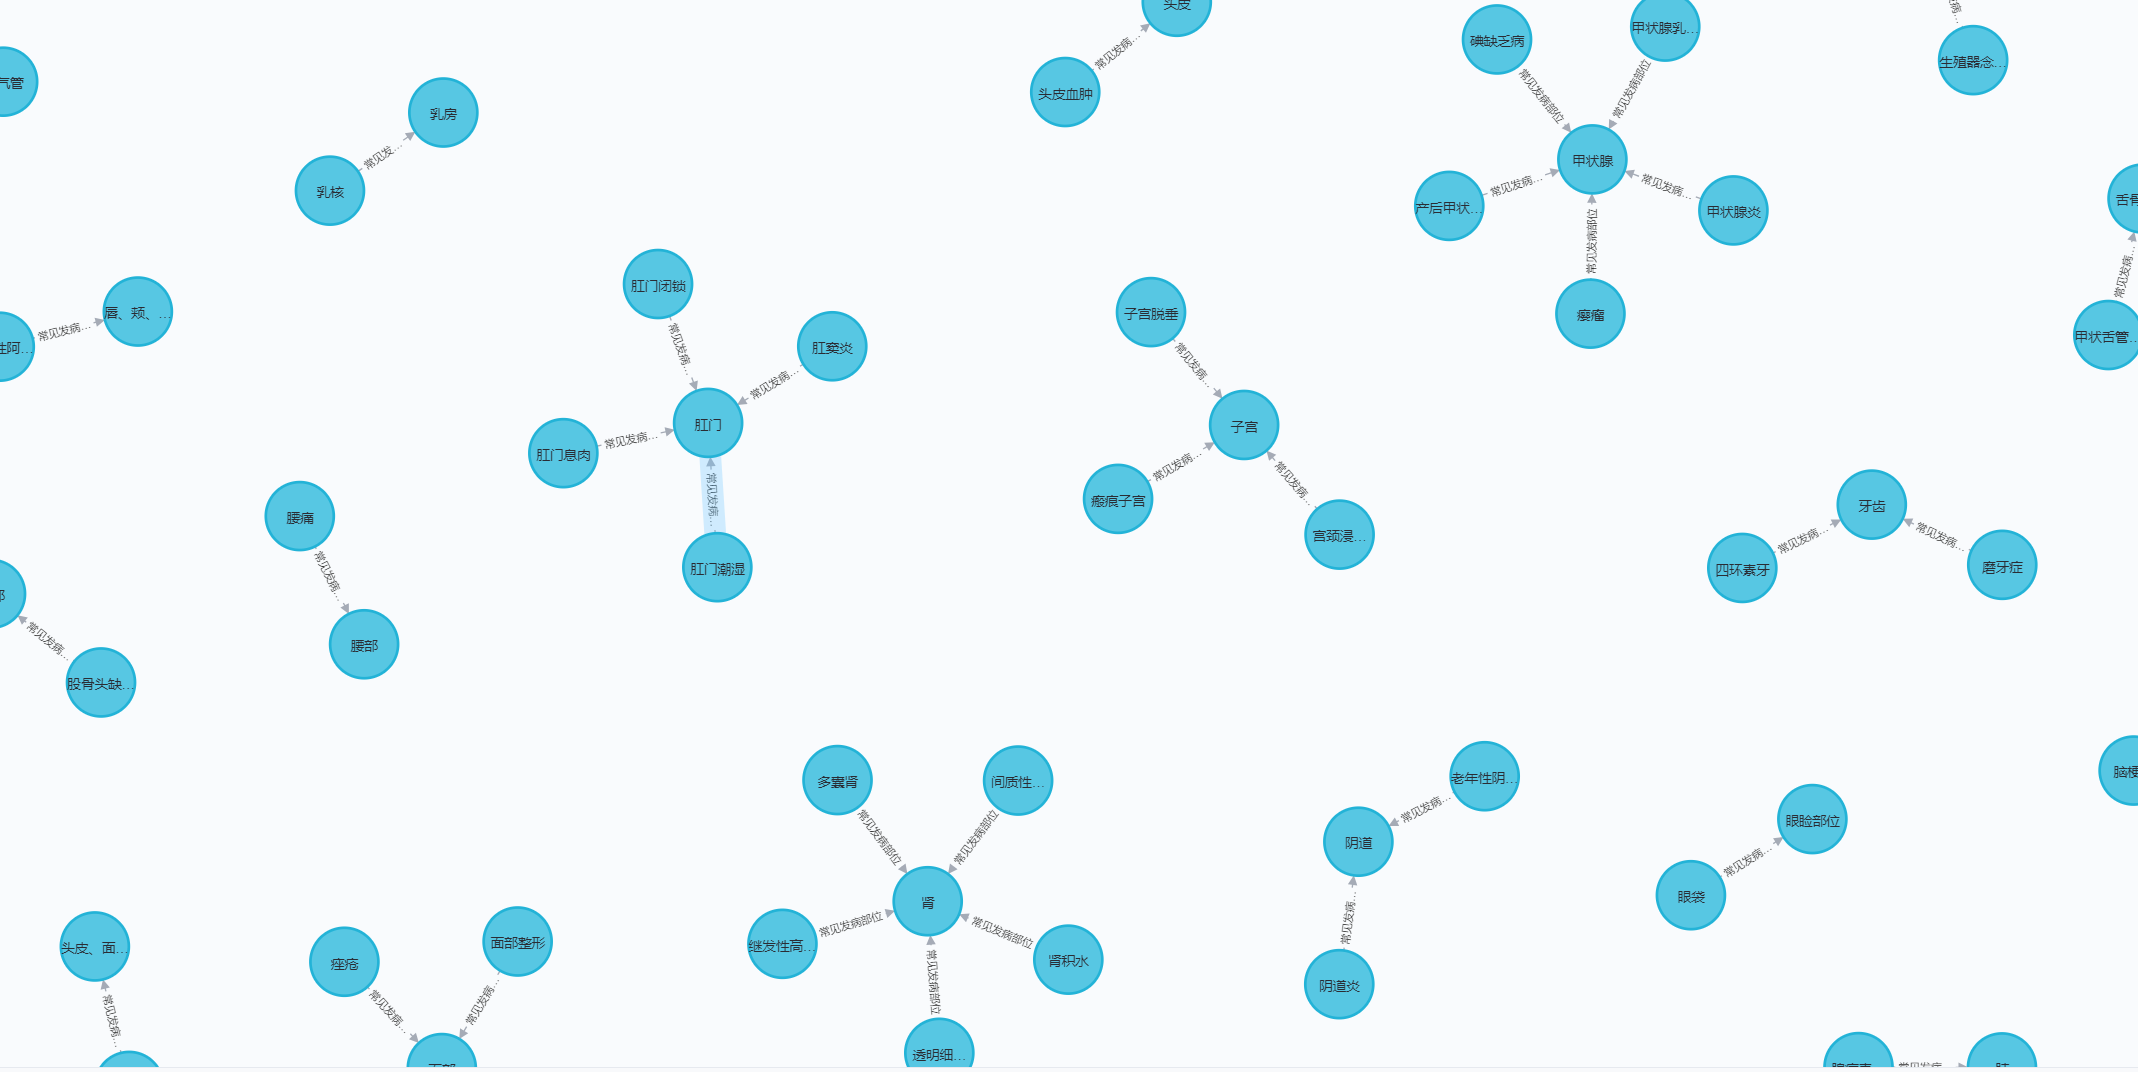 头皮
常见发病…
头皮血肿
碘缺乏病
甲状腺乳…
常见发病部位
常见发病部位
甲状腺
产后甲状…
常见发病…
常见发病…
甲状腺炎
常见发病部位
瘿瘤
病…
生殖器念…
气管
乳房
常见发…
乳核
舌骨
常见发病…
甲状舌管…
唇、颊、…
常见发病…
性阿…
肛门闭锁
常见发病…
肛窦炎
常见发病…
肛门
肛门息肉
常见发病…
常见发病…
肛门潮湿
子宫脱垂
常见发病…
子宫
瘢痕子宫
常见发病…
常见发病…
宫颈浸…
牙齿
四环素牙
常见发病…
常见发病…
磨牙症
腰痛
常见发病…
腰部
部
常见发病…
股骨头缺…
多囊肾
间质性…
常见发病部位
常见发病部位
肾
继发性高…
常见发病部位
常见发病部位
肾积水
常见发病部位
透明细…
老年性阴…
常见发病…
阴道
常见发病…
阴道炎
眼睑部位
常见发病…
眼袋
脑梗
头皮、面…
常见发病…
痤疮
面部整形
常见发病…
常见发病…
面部
常见发病…